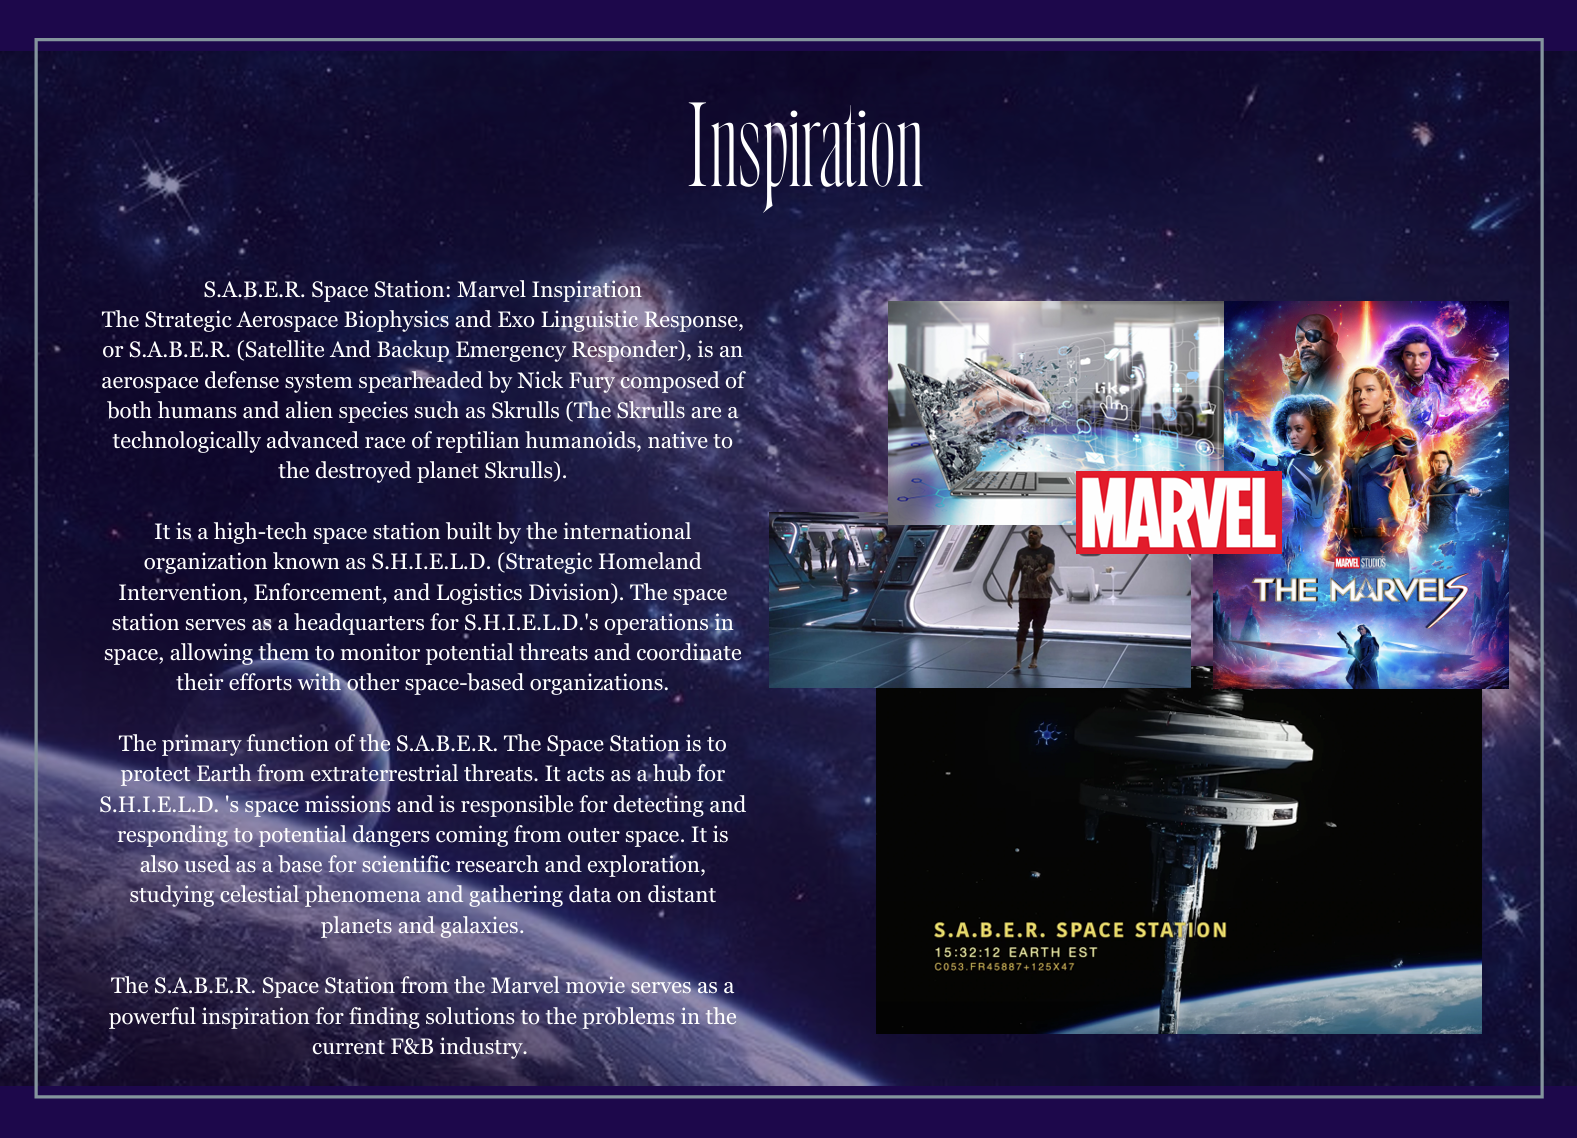 Inspiration
S.A.B.E.R. Space Station: Marvel Inspiration
The Strategic Aerospace Biophysics and Exo Linguistic Response,
or S.A.B.E.R. (Satellite And Backup Emergency Responder), is an
aerospace defense system spearheaded by Nick Fury composed of
both humans and alien species such as Skrulls (The Skrulls are a
technologically advanced race of reptilian humanoids, native to
the destroyed planet Skrulls).
It is a high-tech space station built by the international
organization known as S.H.I.E.L.D. (Strategic Homeland
Intervention, Enforcement, and Logistics Division). The space
station serves as a headquarters for S.H.I.E.L.D.'s operations in
space, allowing them to monitor potential threats and coordinate
their efforts with other space-based organizations.
The primary function of the S.A.B.E.R. The Space Station is to
protect Earth from extraterrestrial threats. It acts as a hub for
S.H.I.E.L.D. 's space missions and is responsible for detecting and
responding to potential dangers coming from outer space. It is
also used as a base for scientific research and exploration,
studying celestial phenomena and gathering data on distant
planets and galaxies.
The S.A.B.E.R. Space Station from the Marvel movie serves as a
powerful inspiration for finding solutions to the problems in the
current F&B industry.
like
MARVEL
MARVEL STUDIOS
THE MARVELS
S.A.B.E.R. SPACE STATION
15:32:12 EARTH EST
C053.FR45887+125X47